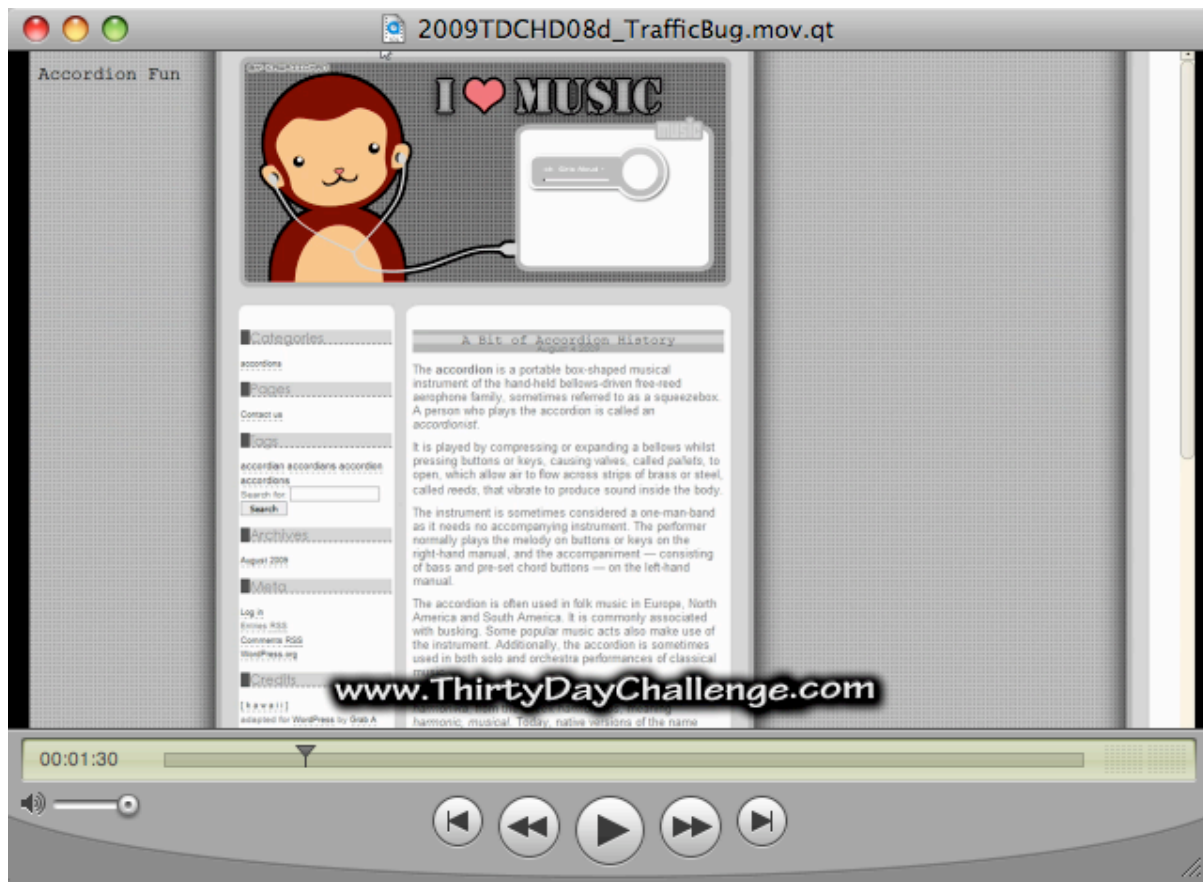 2009TDCHD08d_TrafficBug.mov.qt
Accordion Fun
I MUSIC
music
Categories
accordions
Pages
Contact us
Tags
accordian accordians accordion
accordions
Search for
Search
Archives
August 2009
Meta
Log in
Entries RSS
Comments RSS
WordPress.org
Credits
[hawaii]
adapted for WordPress by Grab A
A Bit of Accordion History
August 4 2009
The accordion is a portable box-shaped musical
instrument of the hand-held bellows-driven free-reed
aerophone family, sometimes referred to as a squeezebox.
A person who plays the accordion is called an
accordionist.
It is played by compressing or expanding a bellows whilst
pressing buttons or keys, causing valves, called pallets, to
open, which allow air to flow across strips of brass or steel,
called reeds, that vibrate to produce sound inside the body.
The instrument is sometimes considered a one-man-band
as it needs no accompanying instrument. The performer
normally plays the melody on buttons or keys on the
right-hand manual, and the accompaniment — consisting
of bass and pre-set chord buttons — on the left-hand
manual.
The accordion is often used in folk music in Europe, North
America and South America. It is commonly associated
with busking. Some popular music acts also make use of
the instrument. Additionally, the accordion is sometimes
used in both solo and orchestra performances of classical
www.ThirtyDayChallenge.com
harmonic, musical. Today, native versions of the name
00:01:30